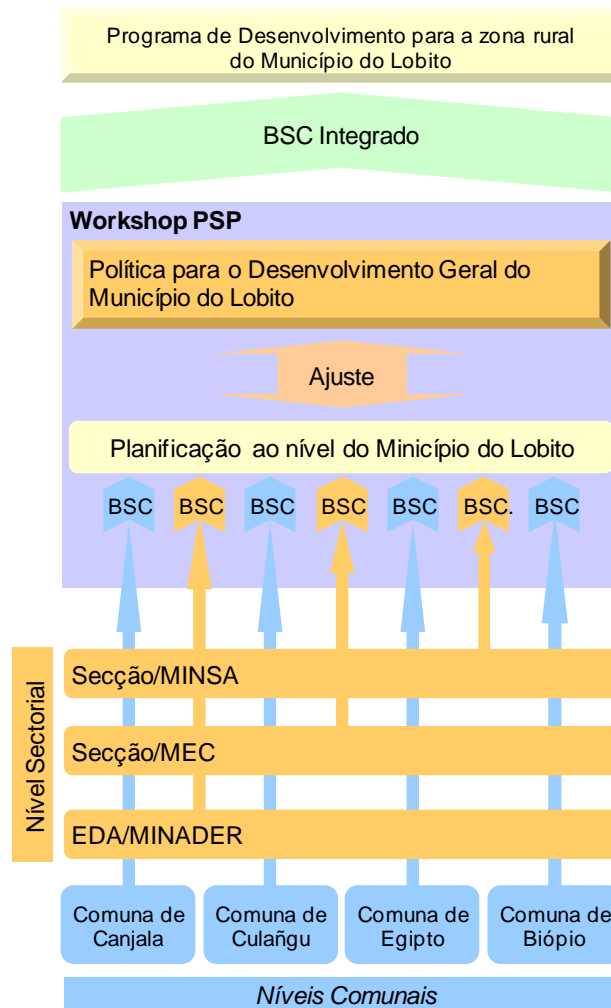 Programa de Desenvolvimento para a zona rural
do Município do Lobito
BSC Integrado
Workshop PSP
Política para o Desenvolvimento Geral do
Município do Lobito
Ajuste
Planificação ao nível do Minicípio do Lobito
BSC BSC BSC BSC BSC BSC. BSC
Nível Sectorial
Secção/MINSA
Secção/MEC
EDA/MINADER
Comuna de
Canjala
Comuna de
Culañgu
Comuna de
Egipto
Comuna de
Biópio
Níveis Comunais